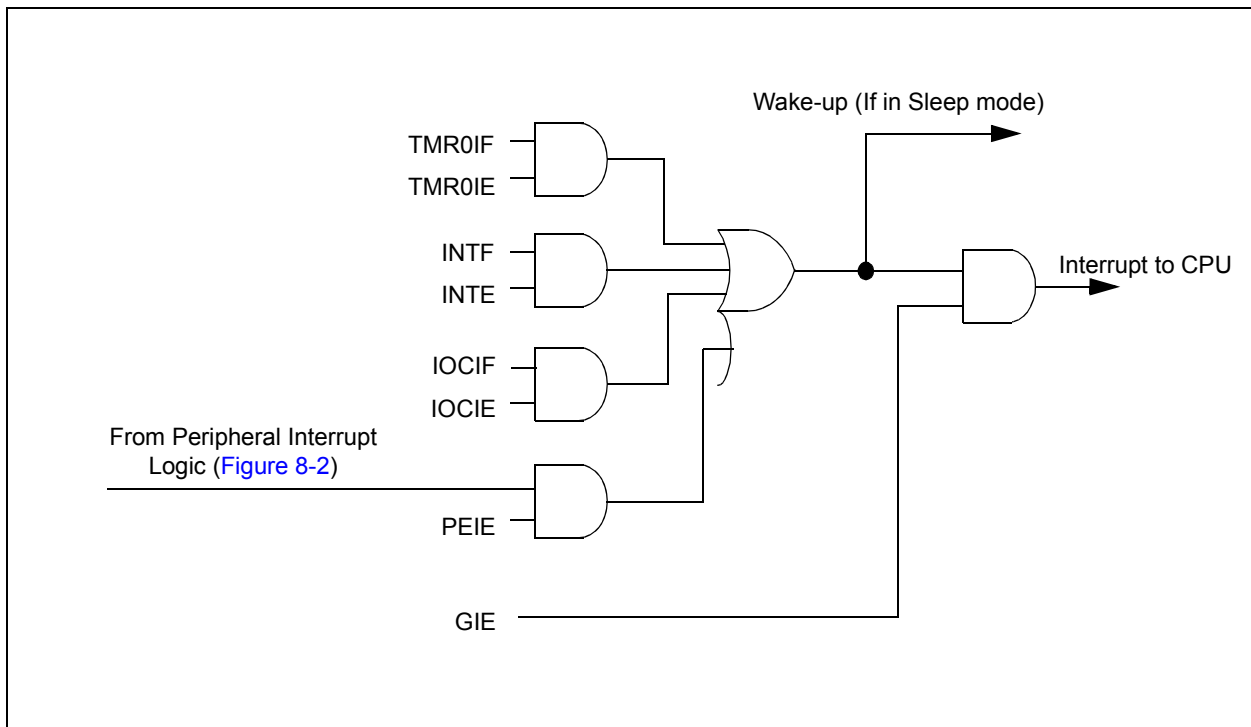 Wake-up (If in Sleep mode)
TMR0IF
TMR0IE
INTF
INTE
Interrupt to CPU
IOCIF
IOCIE
From Peripheral Interrupt
Logic (Figure 8-2)
PEIE
GIE